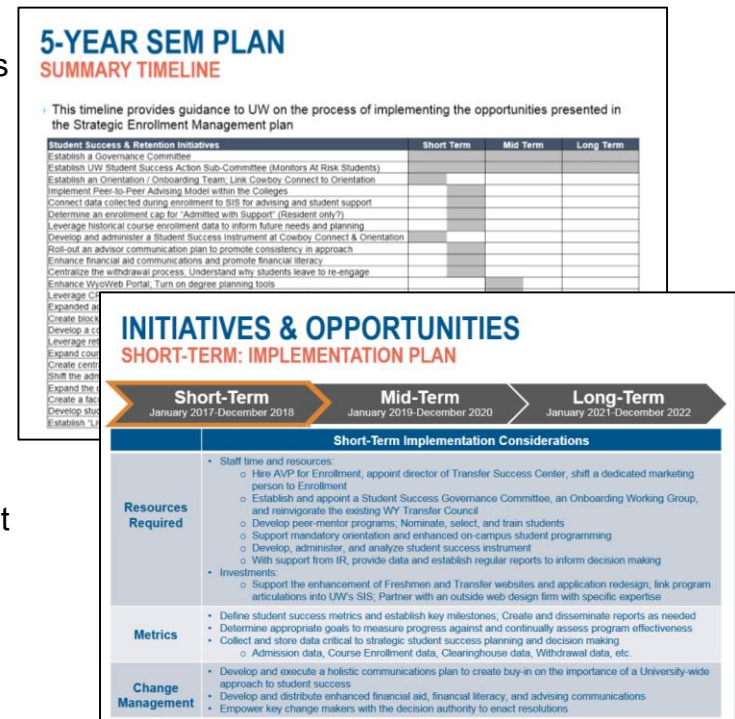 s
5-YEAR SEM PLAN
SUMMARY TIMELINE
This timeline provides guidance to UW on the process of implementing the opportunities presented in
the Strategic Enrollment Management plan
Student Success & Retention Initiatives Short Term Mid Term Long Term
Establish a Governance Committee
Establish UW Student Success Action Sub-Committee (Monitors At Risk Students)
Establish an Orientation / Onboarding Team; Link Cowboy Connect to Orientation
Implement Peer-to-Peer Advising Model within the Colleges
Connect data collected during enrollment to SIS for advising and student support
Determine an enrollment cap for "Admitted with Support" (Resident only?)
Leverage historical course enrollment data to inform future needs and planning
Develop and administer a Student Success Instrument at Cowboy Connect & Orientation
Roll-out an advisor communication plan to promote consistency in approach
Enhance financial aid communications and promote financial literacy
Centralize the withdrawal process; Understand why students leave to re-engage
Enhance WyoWeb Portal; Turn on degree planning tools
Leverage
Expanded
Create block
Develop a
Leverage
Expand
Create
Shift the
Expand the
Create a
Develop
Establish
t
INITIATIVES & OPPORTUNITIES
SHORT-TERM: IMPLEMENTATION PLAN
Short-Term Mid-Term Long-Term
January 2017-December 2018 January 2019-December 2020 January 2021-December 2022
Short-Term Implementation Considerations
Resources Required
• Staff time and resources:
o Hire AVP for Enrollment, appoint director of Transfer Success Center, shift a dedicated marketing
person to Enrollment
o Establish and appoint a Student Success Governance Committee, an Onboarding Working Group,
and reinvigorate the existing WY Transfer Council
o Develop peer-mentor programs; Nominate, select, and train students
o Support mandatory orientation and enhanced on-campus student programming
o Develop, administer, and analyze student success instrument
o With support from IR, provide data and establish regular reports to inform decision making
• Investments:
o Support the enhancement of Freshmen and Transfer websites and application redesign; link program
articulations into UW's SIS; Partner with an outside web design firm with specific expertise
Metrics
• Define student success metrics and establish key milestones; Create and disseminate reports as needed
• Determine appropriate goals to measure progress against and continually assess program effectiveness
• Collect and store data critical to strategic student success planning and decision making
o Admission data, Course Enrollment data, Clearinghouse data, Withdrawal data, etc.
Change Management
• Develop and execute a holistic communications plan to create buy-in on the importance of a University-wide
approach to student success
• Develop and distribute enhanced financial aid, financial literacy, and advising communications
• Empower key change makers with the decision authority to enact resolutions